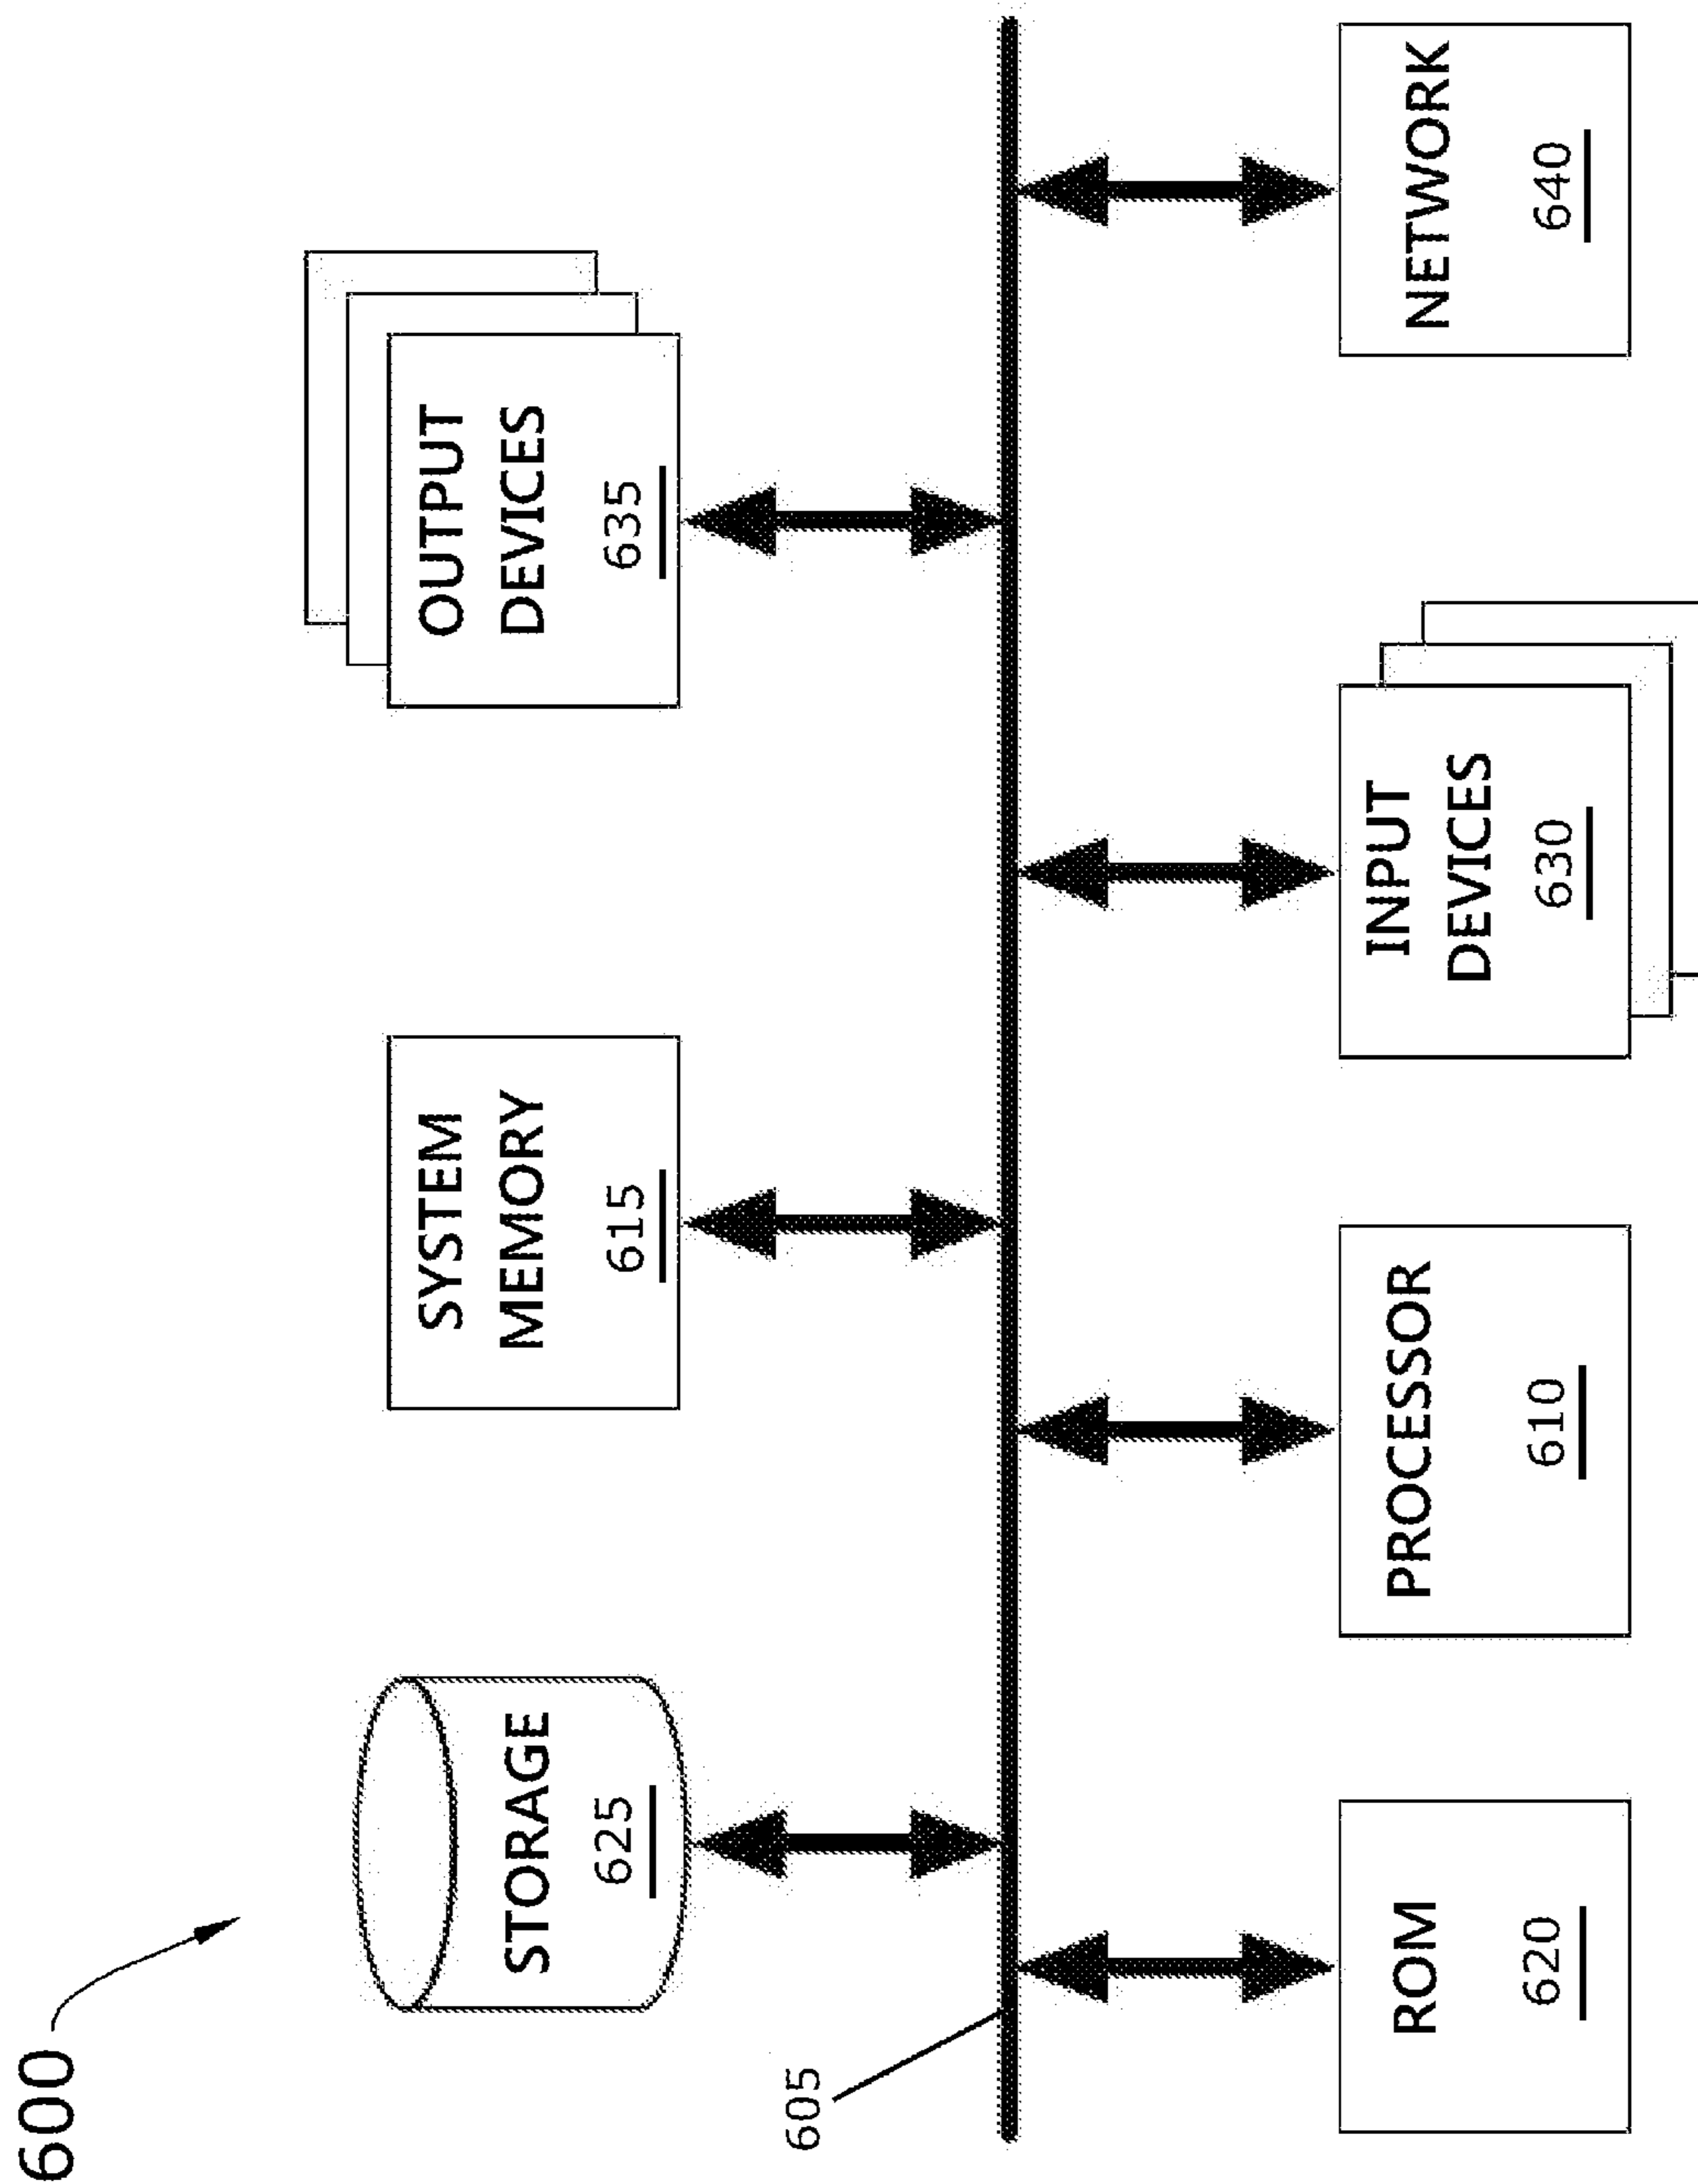 600
STORAGE
625
SYSTEM
MEMORY
615
OUTPUT
DEVICES
635
605
ROM
620
PROCESSOR
610
INPUT
DEVICES
630
NETWORK
640